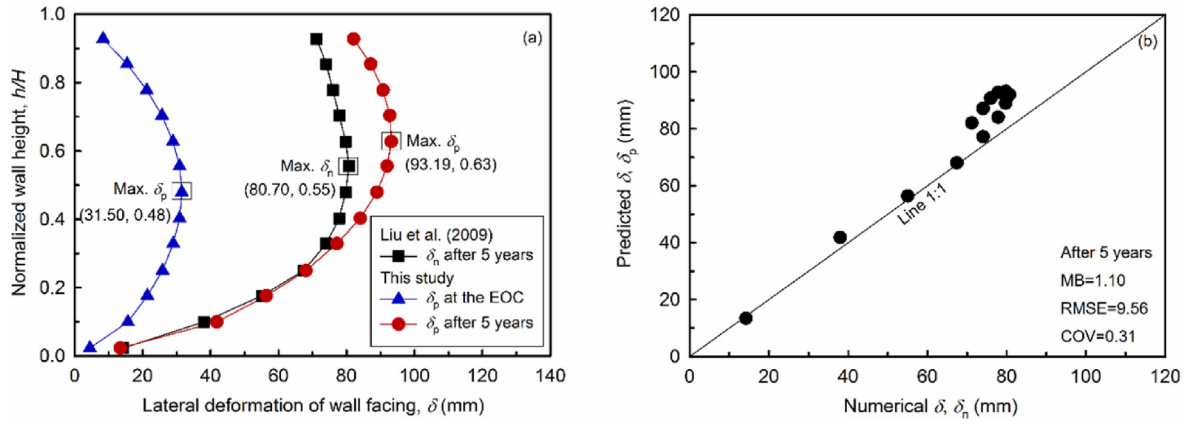 (a)
1.0
0.8
0.6
0.4
0.2
0.0
Normalized wall height, h/H
Max. δp
(93.19, 0.63)
Max. δn
(80.70, 0.55)
Max. δp
(31.50, 0.48)
Liu et al. (2009)
δn after 5 years
This study
δp at the EOC
δp after 5 years
0 20 40 60 80 100 120 140
Lateral deformation of wall facing, δ (mm)
(b)
120
100
80
60
40
20
0
Predicted δ, δp (mm)
Line 1:1
After 5 years
MB=1.10
RMSE=9.56
COV=0.31
0 20 40 60 80 100 120
Numerical δ, δn (mm)